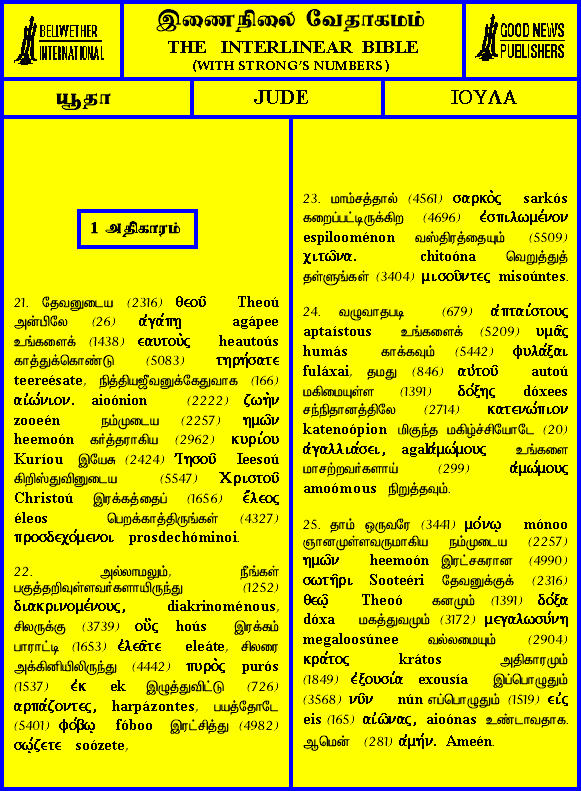 BELLWETHER
INTERNATIONAL
இணைநிலை வேதாகமம்
THE INTERLINEAR BIBLE
(WITH STRONG'S NUMBERS)
GOOD NEWS
PUBLISHERS
யூதா
JUDE
ΙΟΥΔΑ
1 அதிகாரம்
21. தேவனுடைய (2316) θεοῦ Theoú
அன்பிலே (26) ἀγάπῃ agápee
உங்களைக் (1438) εαυτοὺς heautoús
காத்துக்கொண்டு (5083) τηρήσατε
teereésate, நித்தியஜீவனுக்கேதுவாக (166)
αἰώνιον. aioónion (2222) ζωὴν
zooeén நம்முடைய (2257) ημῶν
heemoón கர்த்தராகிய (2962) κυρίου
Kuríou இயேசு (2424) Ἰησοῦ Ieesoú
கிறிஸ்துவினுடைய (5547) Χριστοῦ
Christoú இரக்கத்தைப் (1656) ἔλεος
éleos பெறக்காத்திருங்கள் (4327)
προσδεχόμενοι prosdechóminoi.
22. அல்லாமலும், நீங்கள்
பகுத்தறிவுள்ளவர்களாயிருந்து (1252)
διακρινομένους, diakrinoménous,
சிலருக்கு (3739) οὓς hoús இரக்கம்
பாராட்டி (1653) ἐλεᾶτε eleáte, சிலரை
அக்கினியிலிருந்து (4442) πυρὸς purós
(1537) ἐκ ek இழுத்துவிட்டு (726)
αρπάζοντες, harpázontes, பயத்தோடே
(5401) φόβῳ fóboo இரட்சித்து (4982)
σῴζετε soózete,
23. மாம்சத்தால் (4561) σαρκὸς sarkós
கறைப்பட்டிருக்கிற (4696) ἐσπιλωμένον
espilooménon வஸ்திரத்தையும் (5509)
χιτῶνα. chitoóna வெறுத்துத்
தள்ளுங்கள் (3404) μισοῦντες misoúntes.
24. வழுவாதபடி (679) ἀπταίστους
aptaístous உங்களைக் (5209) υμᾶς
humás காக்கவும் (5442) φυλάξαι
fuláxai, தமது (846) αὐτοῦ autoú
மகிமையுள்ள (1391) δόξης dóxees
சந்நிதானத்திலே (2714) κατενώπιον
katenoópion மிகுந்த மகிழ்ச்சியோடே (20)
ἀγαλλιάσει, agalἀμώμους உங்களை
மாசற்றவர்களாய் (299) ἀμώμους
amoómous நிறுத்தவும்.
25. தாம் ஒருவரே (3441) μόνῳ mónoo
ஞானமுள்ளவருமாகிய நம்முடைய (2257)
ημῶν heemoón இரட்சகரான (4990)
σωτῆρι Sooteéri தேவனுக்குக் (2316)
θεῷ Theoó கனமும் (1391) δόξα
dóxa மகத்துவமும் (3172) μεγαλωσύνη
megaloosúnee வல்லமையும் (2904)
κράτος krátos அதிகாரமும்
(1849) ἐξουσία exousía இப்பொழுதும்
(3568) νῦν nún எப்பொழுதும் (1519) εἰς
eis (165) αἰῶνας, aioónas உண்டாவதாக.
ஆமென் (281) ἀμήν. Ameén.